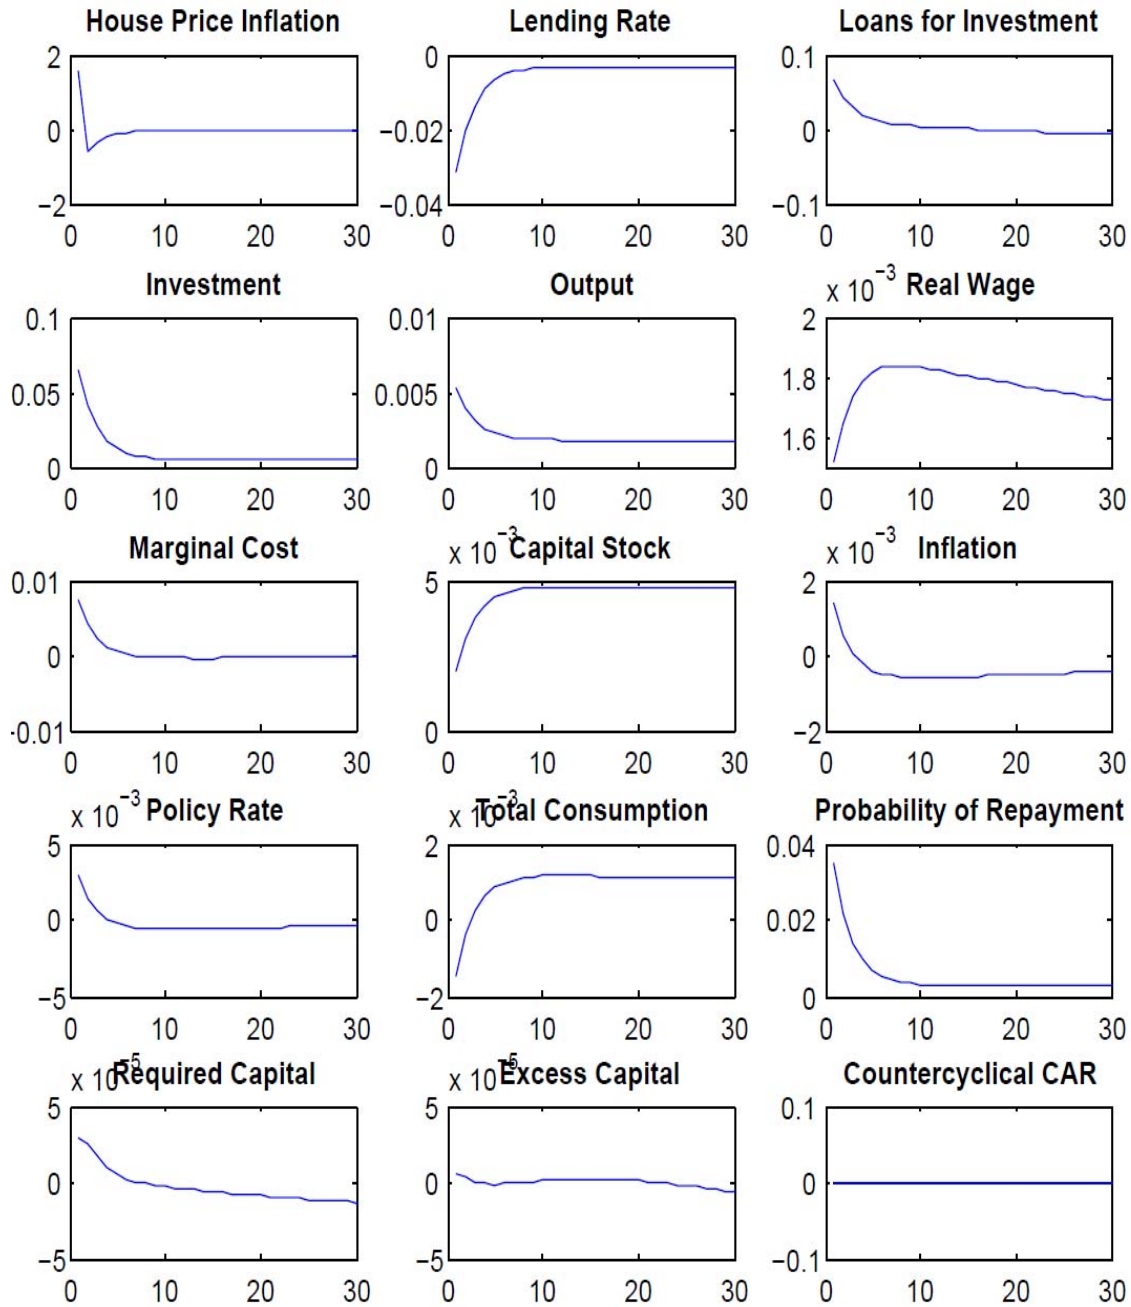 House Price Inflation
2
0
−2
0 10 20 30
Lending Rate
0
−0.02
−0.04
0 10 20 30
Loans for Investment
0.1
0
−0.1
0 10 20 30
Investment
0.1
0.05
0
0 10 20 30
Output
0.01
0.005
0
0 10 20 30
x 10−3 Real Wage
2
1.8
1.6
0 10 20 30
Marginal Cost
0.01
0
-0.01
0 10 20 30
x 10−3 Capital Stock
5
0
0 10 20 30
x 10−3 Inflation
2
0
−2
0 10 20 30
x 10−3 Policy Rate
5
0
−5
0 10 20 30
x 10−3 Total Consumption
2
0
−2
0 10 20 30
Probability of Repayment
0.04
0.02
0
0 10 20 30
x 10−5 Required Capital
5
0
−5
0 10 20 30
x 10−5 Excess Capital
5
0
−5
0 10 20 30
Countercyclical CAR
0.1
0
−0.1
0 10 20 30